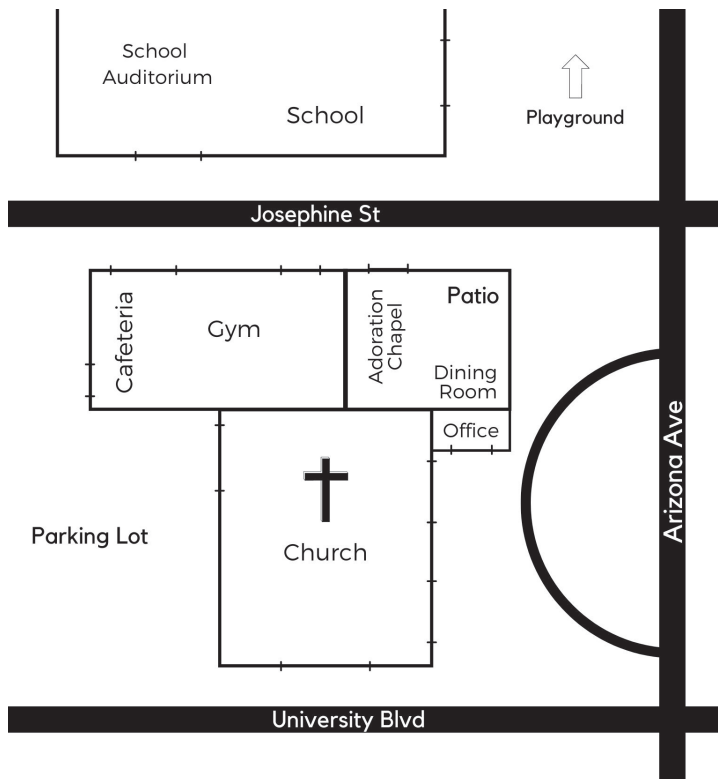 School
Auditorium
School
Playground
Josephine St
Cafeteria
Gym
Adoration
Chapel
Patio
Dining
Room
Office
Arizona Ave
Parking Lot
Church
University Blvd